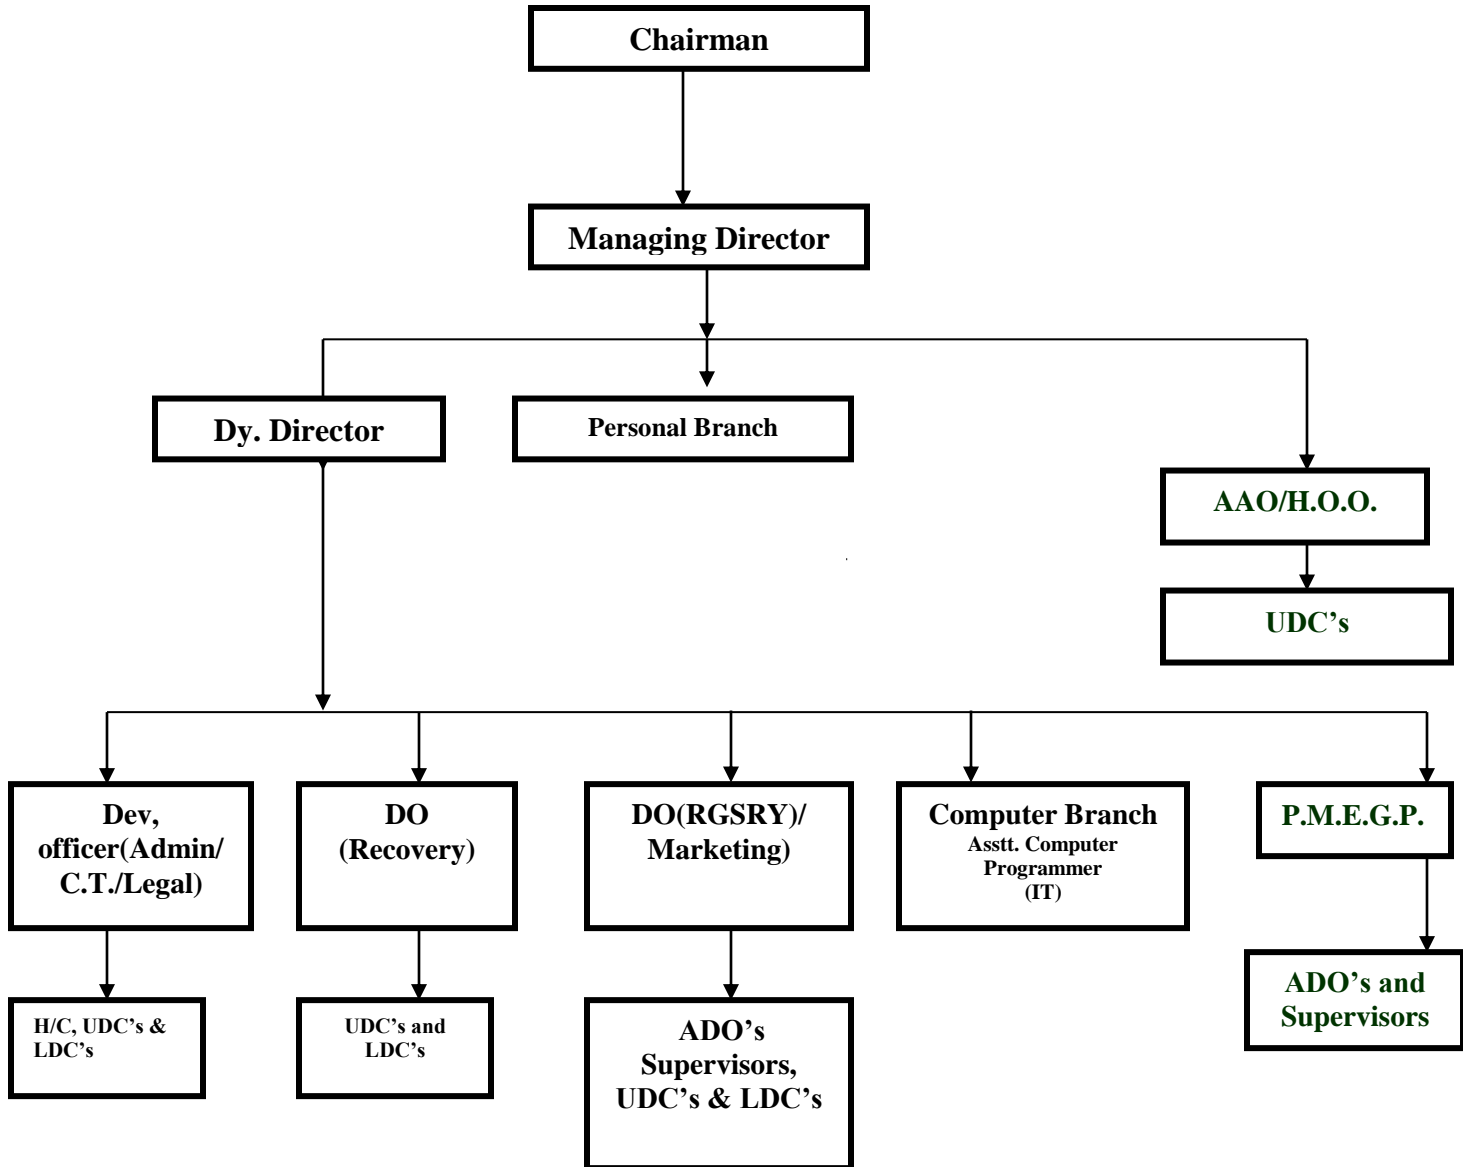 Chairman
Managing Director
Dy. Director
Personal Branch
AAO/H.O.O.
UDC’s
Dev,
officer(Admin/
C.T./Legal)
DO
(Recovery)
DO(RGSRY)/
Marketing)
Computer Branch
Asstt. Computer
Programmer
(IT)
P.M.E.G.P.
H/C, UDC’s &
LDC’s
UDC’s and
LDC’s
ADO’s
Supervisors,
UDC’s & LDC’s
ADO’s and
Supervisors